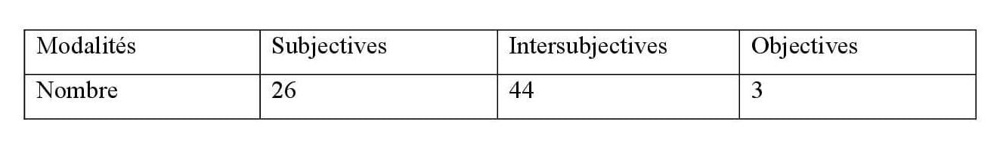 Modalités Subjectives Intersubjectives Objectives
Nombre 26 44 3